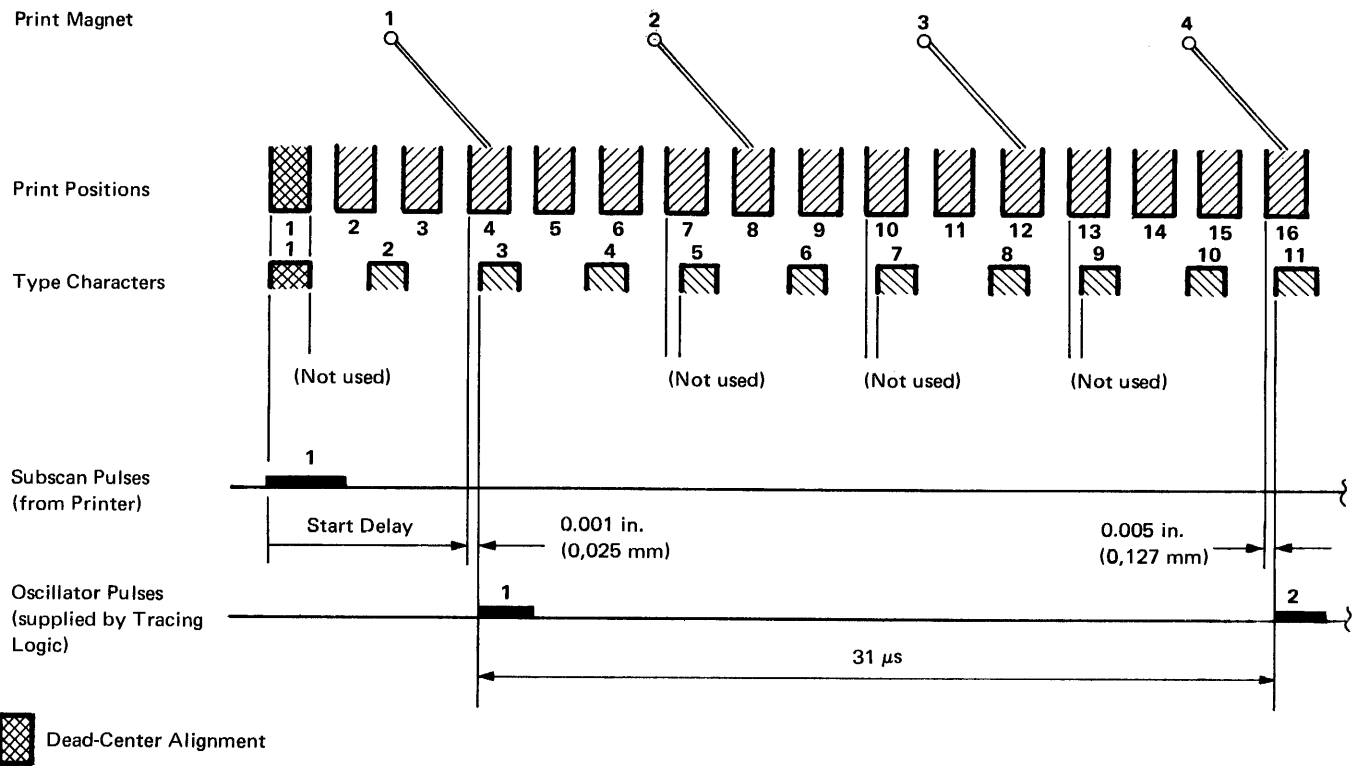 Print Magnet
1 2 3 4
Print Positions
1 2 3 4 5 6 7 8 9 10 11 12 13 14 15 16
1 2 3 4 5 6 7 8 9 10 11
Type Characters
(Not used) (Not used) (Not used) (Not used)
1
Subscan Pulses
(from Printer)
Start Delay
0.001 in.
(0,025 mm)
0.005 in.
(0,127 mm)
Oscillator Pulses
(supplied by Tracing
Logic)
1 2
31 μs
Dead-Center Alignment